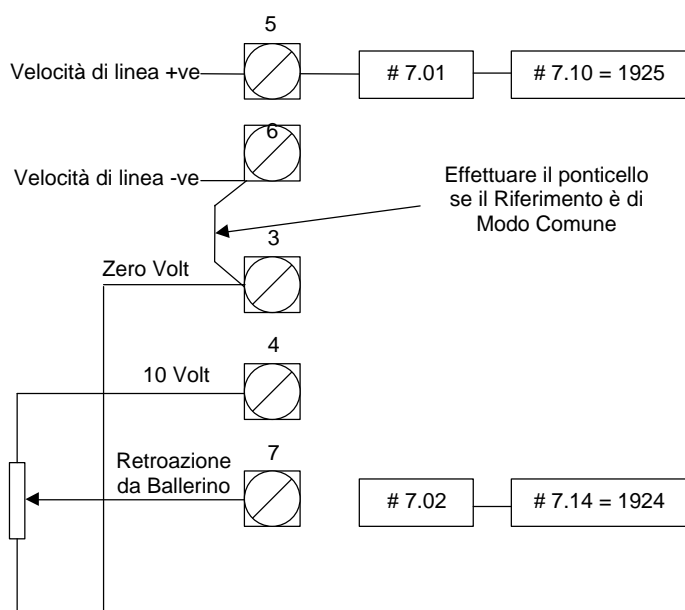 5
Velocità di linea +ve
# 7.01
# 7.10 = 1925
6
Velocità di linea -ve
Effettuare il ponticello
se il Riferimento è di
Modo Comune
3
Zero Volt
4
10 Volt
7
Retroazione
da Ballerino
# 7.02
# 7.14 = 1924